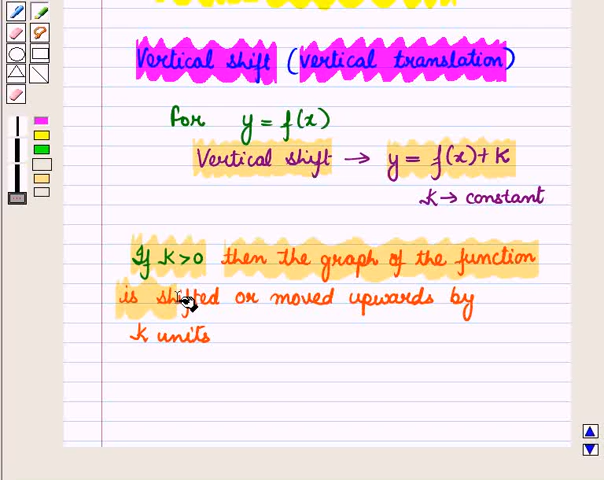 Vertical shift (vertical translation)
For y = f(x)
Vertical shift → y = f(x) + K
K → constant
If K > 0 then the graph of the function
is shifted or moved upwards by
K units